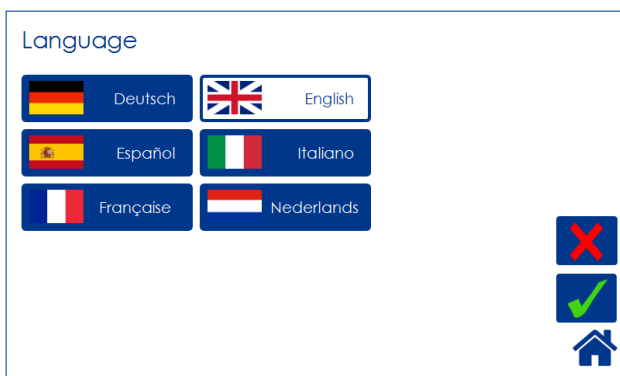 Language
Deutsch
English
Español
Italiano
Française
Nederlands